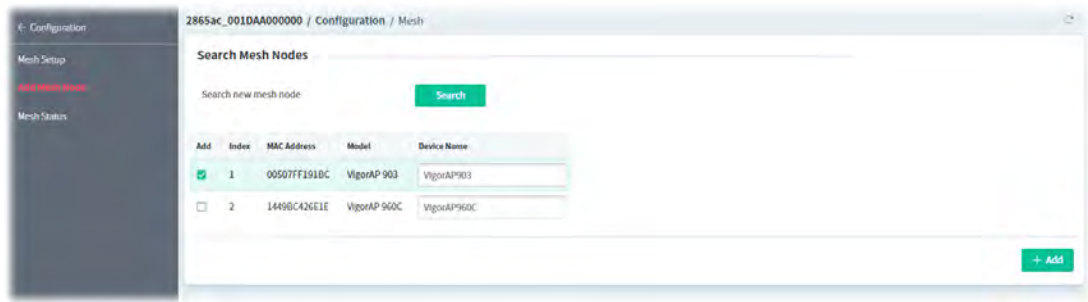 ← Configuration
Mesh Setup
Mesh Status
2865ac_001DAA000000 / Configuration / Mesh
Search Mesh Nodes
Search new mesh node Search
Add Index MAC Address Model Device Name
1 00507FF191BC VigorAP 903 VigorAP903
2 1449BC426E1E VigorAP 960C VigorAP960C
+ Add